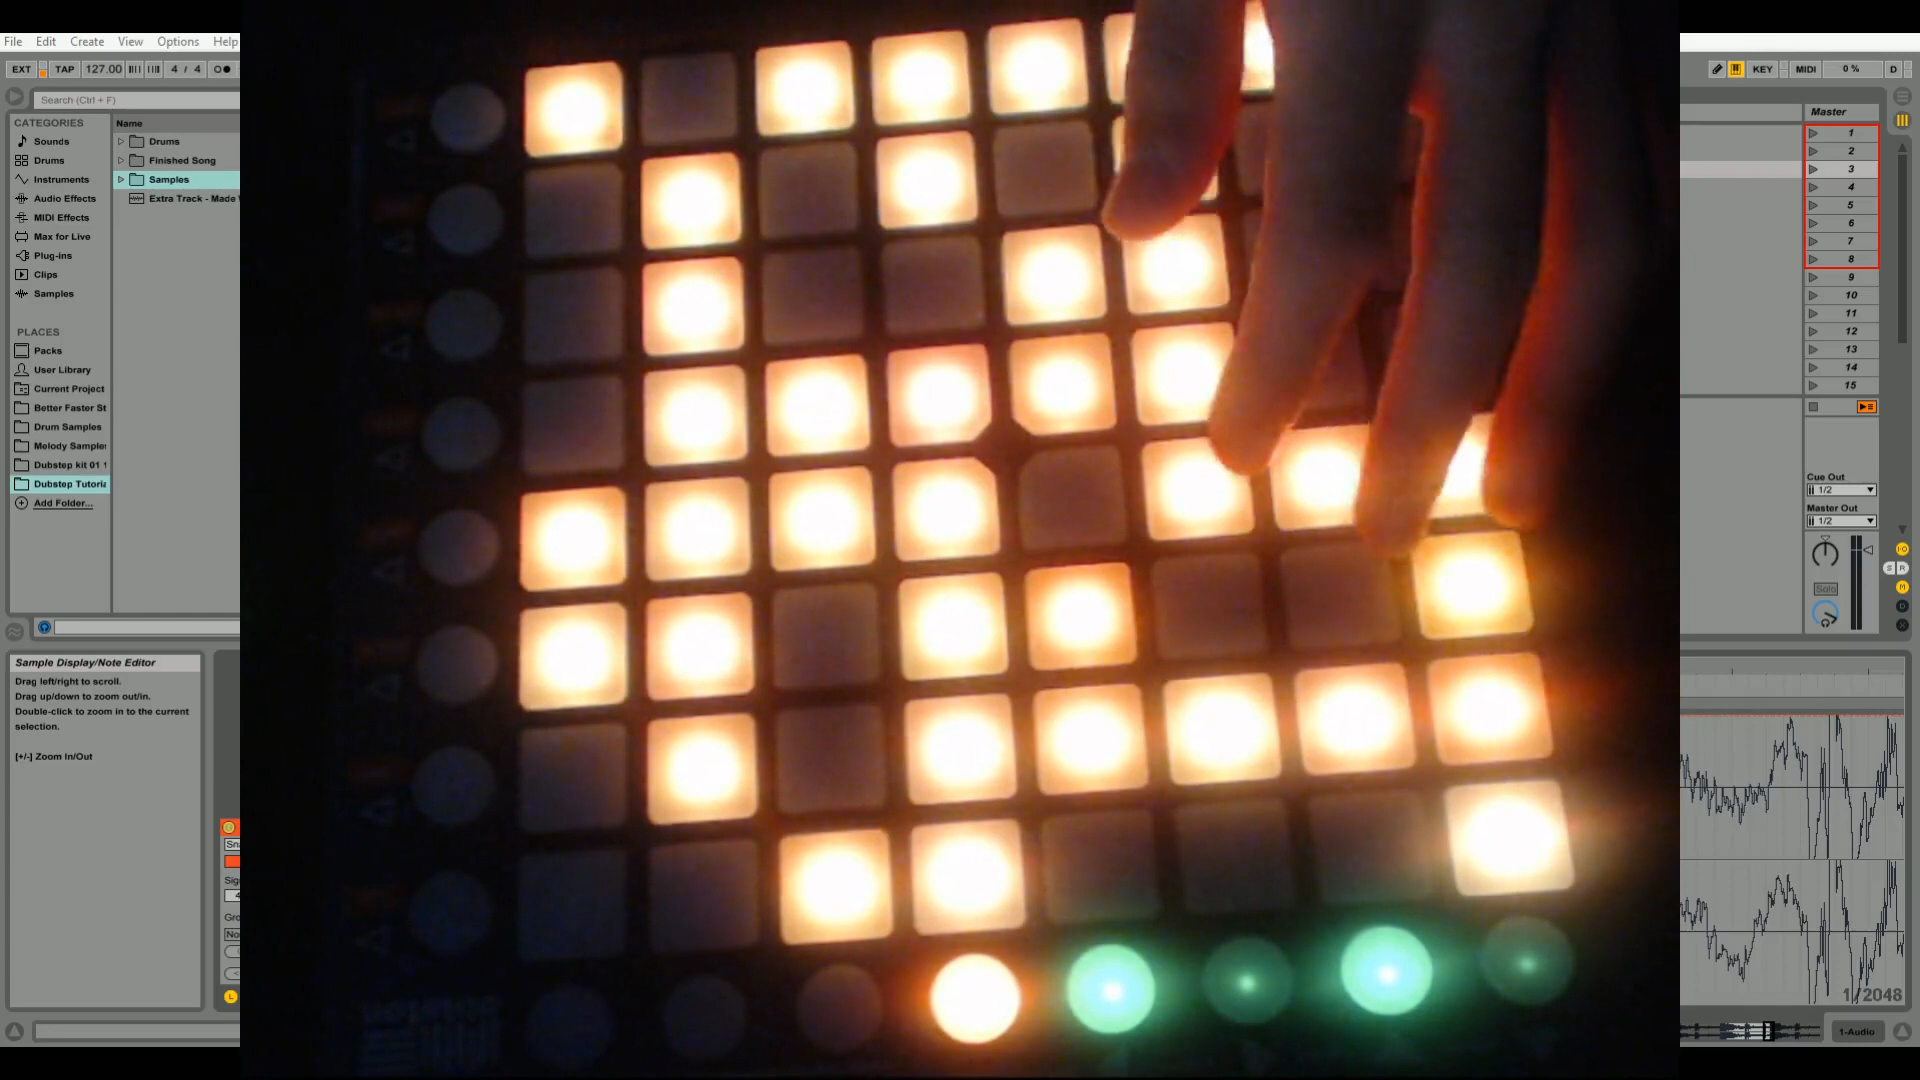 File Edit Create View Options Help
EXT TAP 127.00 4 / 4
KEY MIDI 0 % D
Search (Ctrl + F)
CATEGORIES
Sounds
Drums
Instruments
Audio Effects
MIDI Effects
Max for Live
Plug-ins
Clips
Samples
PLACES
Packs
User Library
Current Project
Better Faster St
Drum Samples
Melody Sample
Dubstep kit 01
Dubstep Tutoria
Add Folder...
Name
Drums
Finished Song
Samples
Extra Track - Made
Master
1
2
3
4
5
6
7
8
9
10
11
12
13
14
15
Cue Out
1/2
Master Out
1/2
Solo
S R
Sample Display/Note Editor
Drag left/right to scroll.
Drag up/down to zoom out/in.
Double-click to zoom in to the current
selection.
[+/-] Zoom In/Out
Sna
Sig
4
Gro
No
L
1/2048
1-Audio